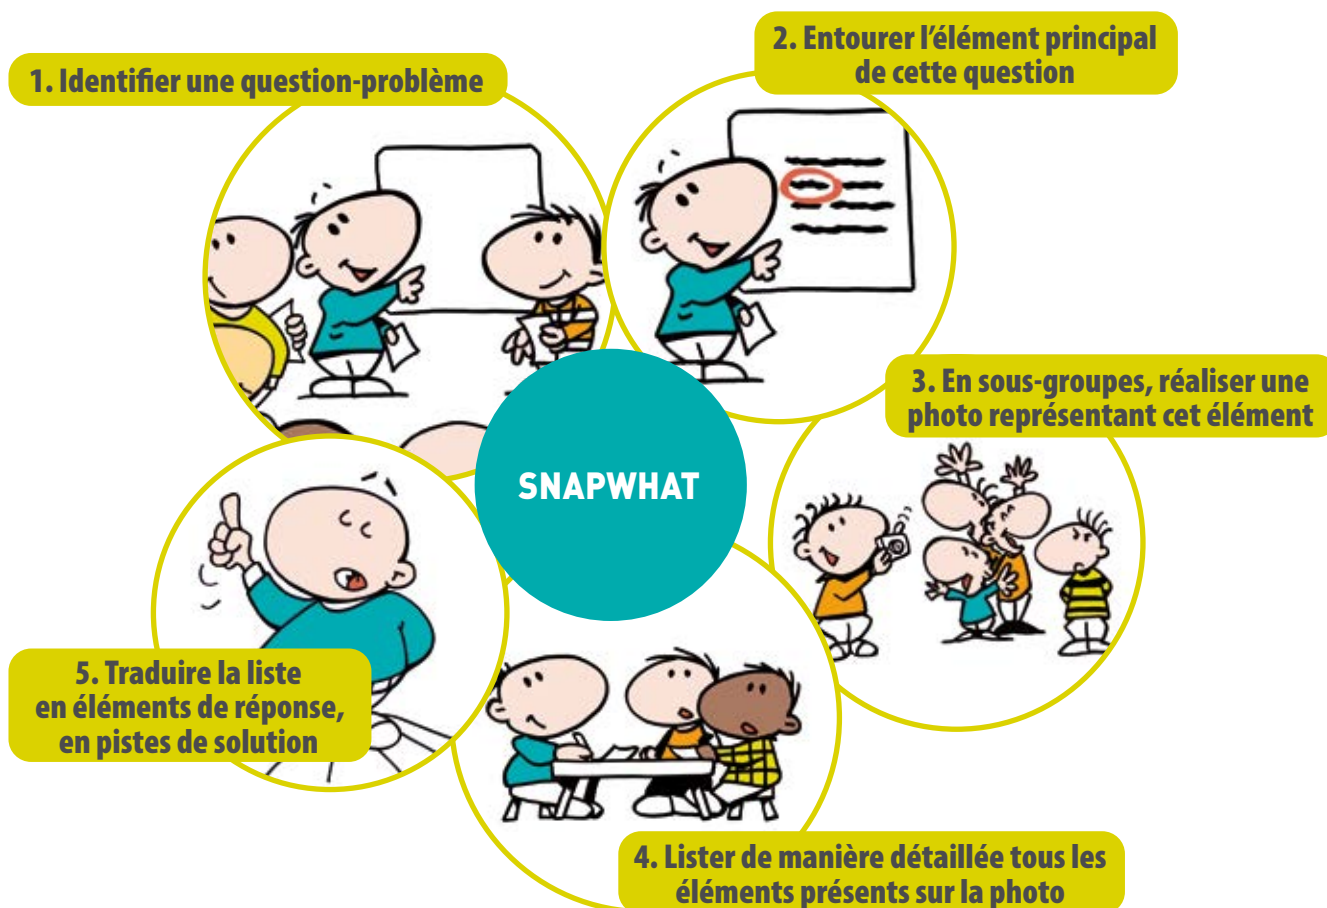 1. Identifier une question-problème
2. Entourer l’élément principal
de cette question
3. En sous-groupes, réaliser une
photo représentant cet élément
SNAPWHAT
5. Traduire la liste
en éléments de réponse,
en pistes de solution
4. Lister de manière détaillée tous les
éléments présents sur la photo